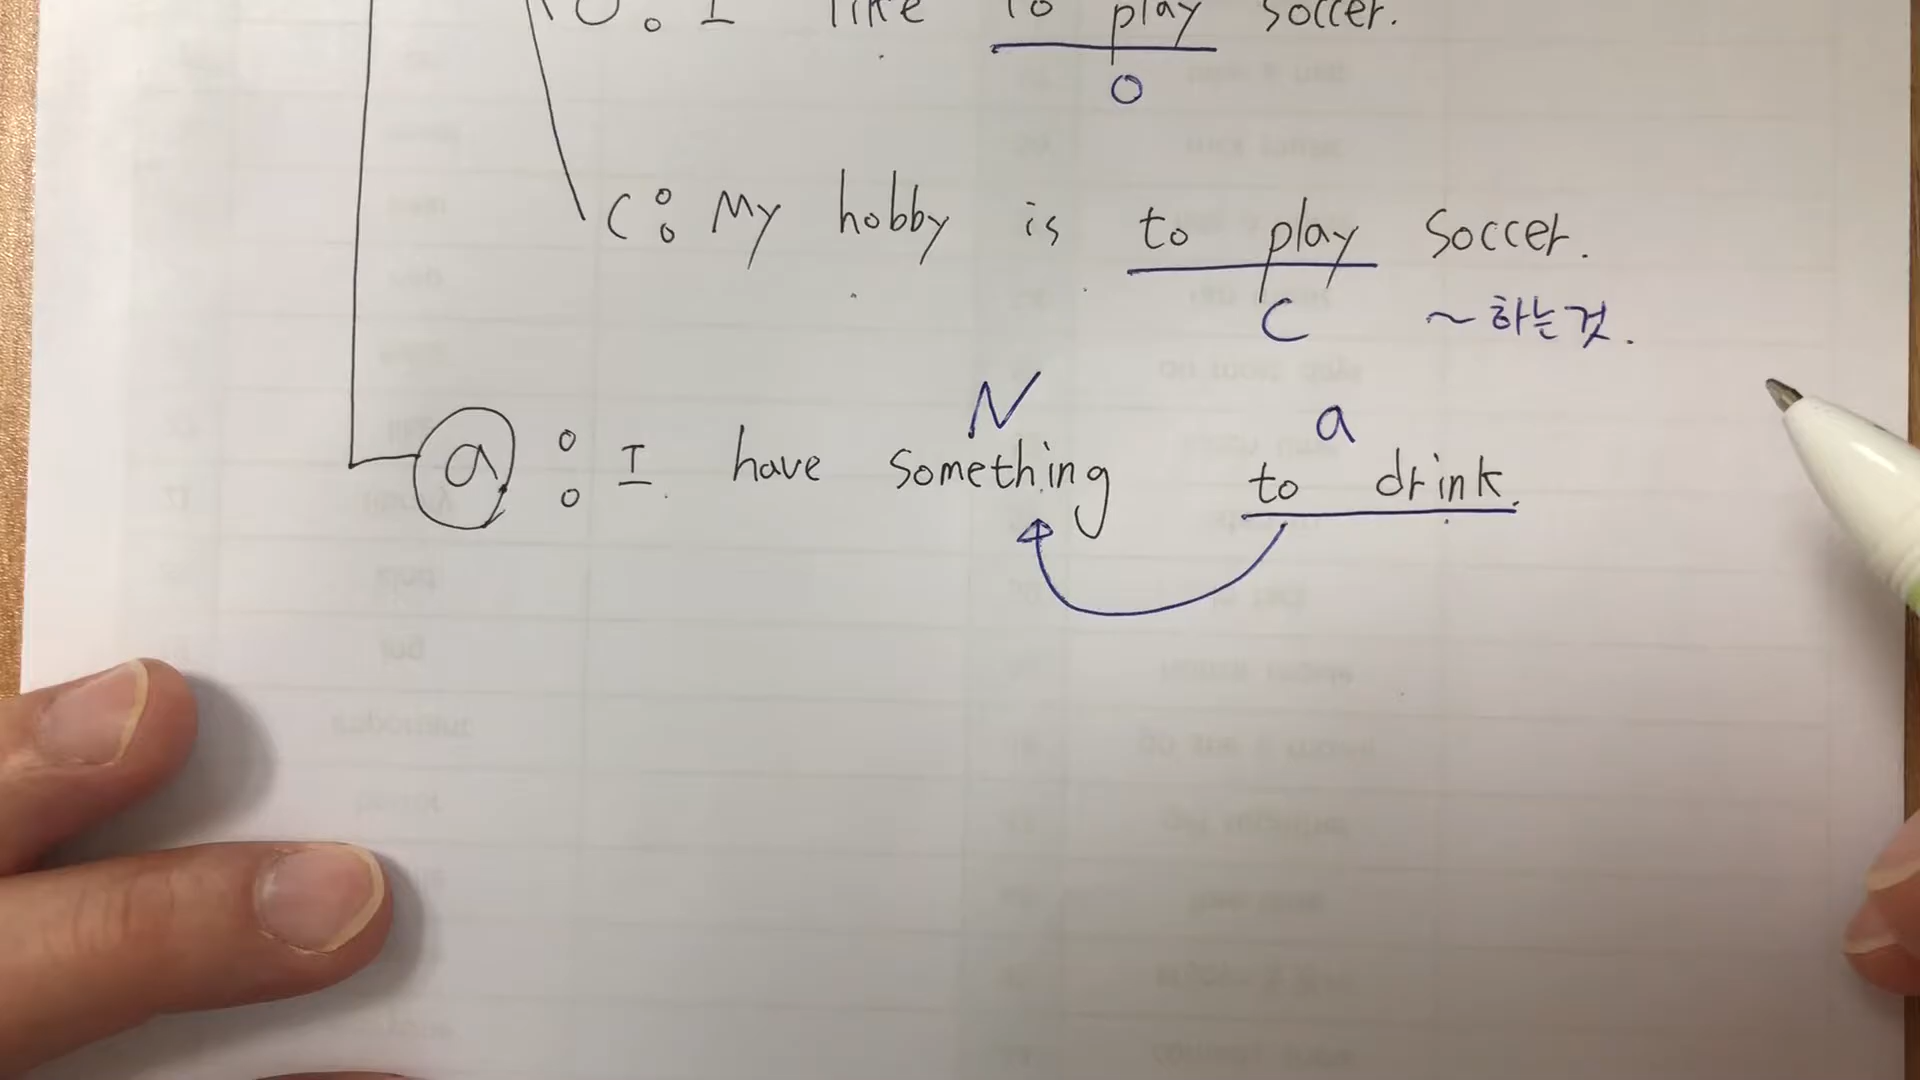 O: I like to play soccer.
O
C: My hobby is to play soccer.
C ~하는것.
N a
a : I have something to drink.